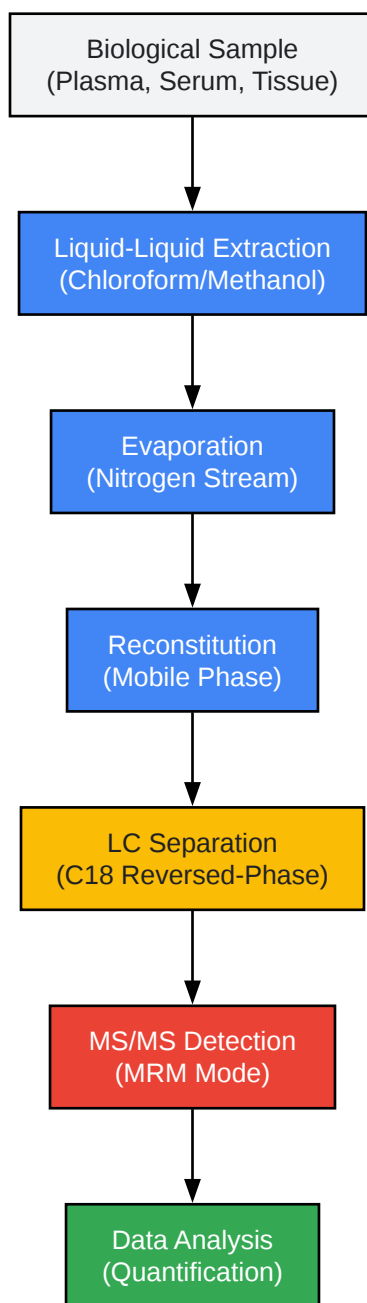 Biological Sample
(Plasma, Serum, Tissue)
Liquid-Liquid Extraction
(Chloroform/Methanol)
Evaporation
(Nitrogen Stream)
Reconstitution
(Mobile Phase)
LC Separation
(C18 Reversed-Phase)
MS/MS Detection
(MRM Mode)
Data Analysis
(Quantification)